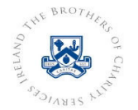 THE BROTHERS OF CHARITY SERVICES IRELAND